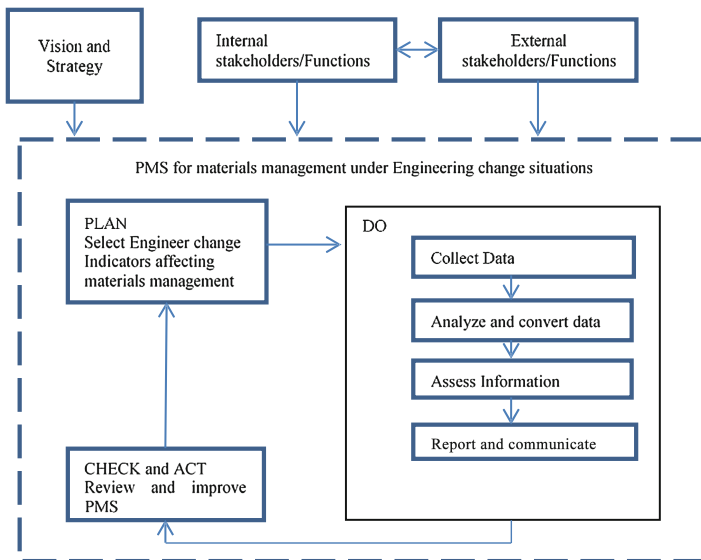 Vision and
Strategy
Internal
stakeholders/Functions
External
stakeholders/Functions
PMS for materials management under Engineering change situations
PLAN
Select Engineer change
Indicators affecting
materials management
DO
Collect Data
Analyze and convert data
Assess Information
Report and communicate
CHECK and ACT
Review and improve
PMS